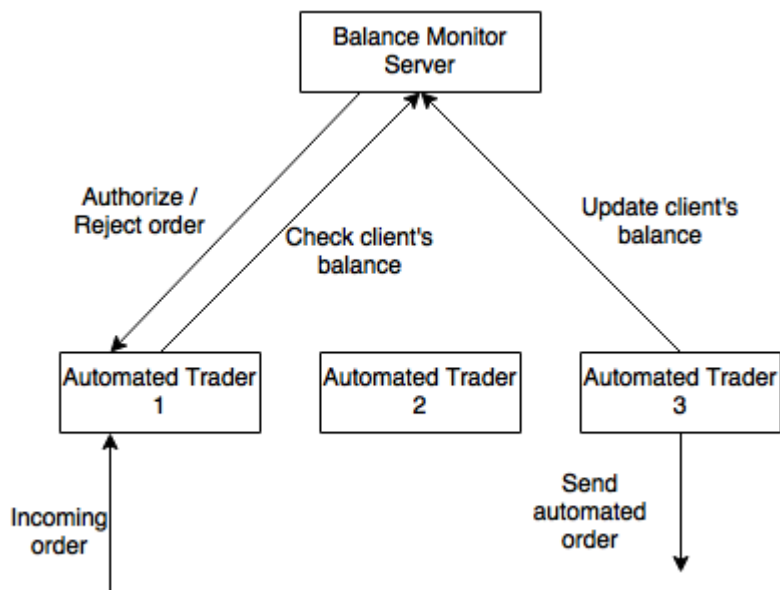 Balance Monitor
Server
Authorize /
Reject order
Check client's
balance
Update client's
balance
Automated Trader
1
Automated Trader
2
Automated Trader
3
Incoming
order
Send
automated
order